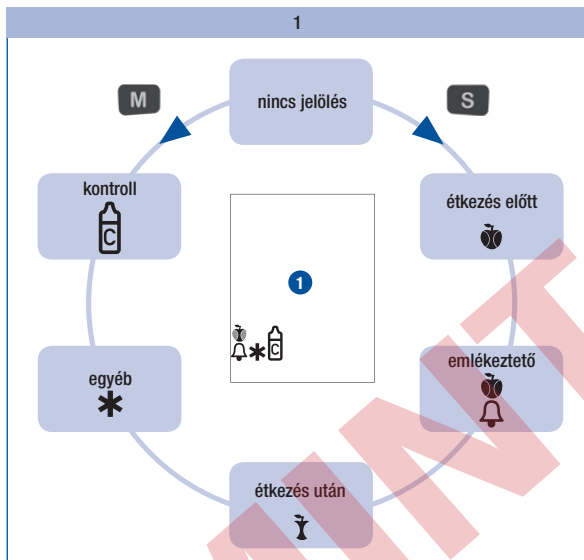 1
M
nincs jelölés
S
kontroll
C
étkezés előtt
1
C
egyéb
emlékeztető
étkezés után
MINT